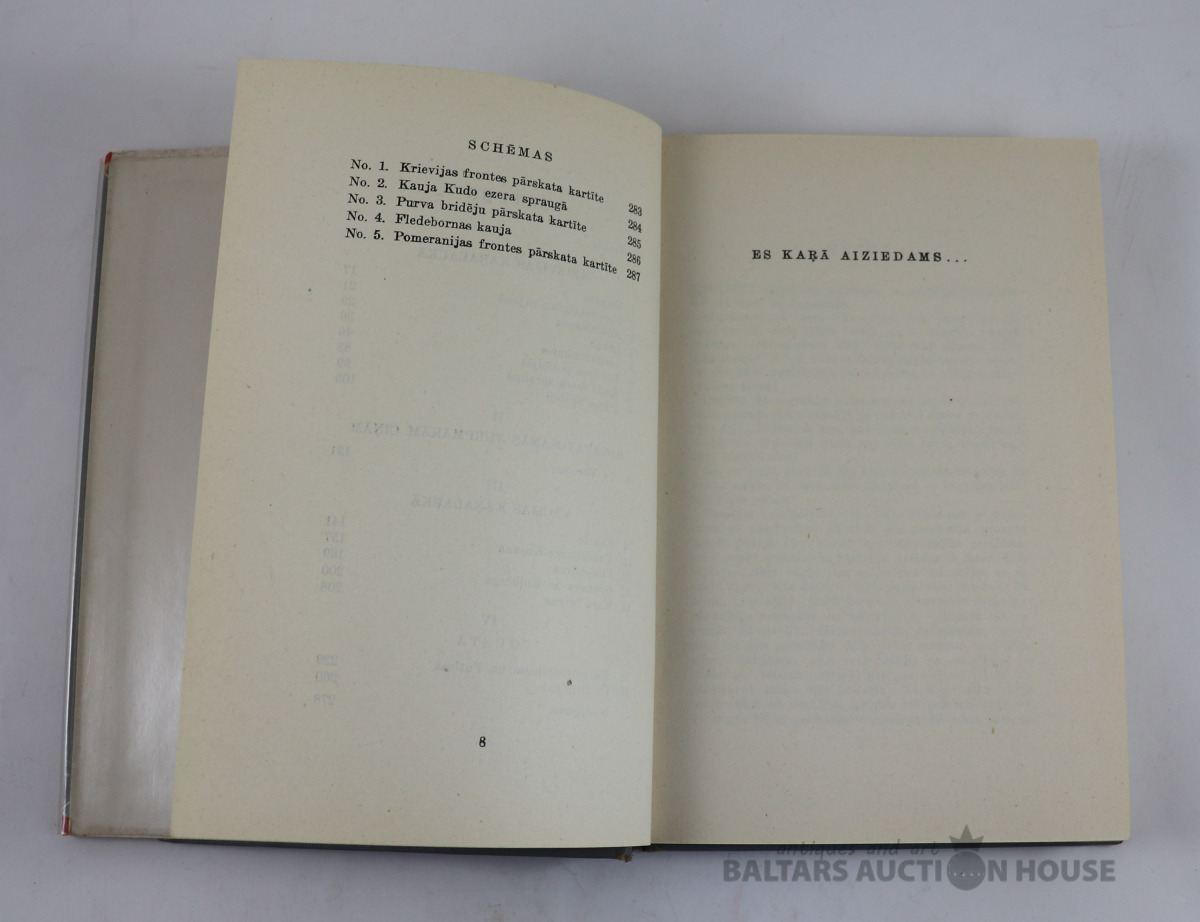 SCHĒMAS
No. 1. Krievijas frontes pārskata kartīte 283
No. 2. Kauja Kudo ezera spraugā 284
No. 3. Purva bridēju pārskata kartīte 285
No. 4. Fledebornas kauja 286
No. 5. Pomeranijas frontes pārskata kartīte 287
8
ES KAŖĀ AIZIEDAMS...
antiques and art
BALTARS AUCTION HOUSE